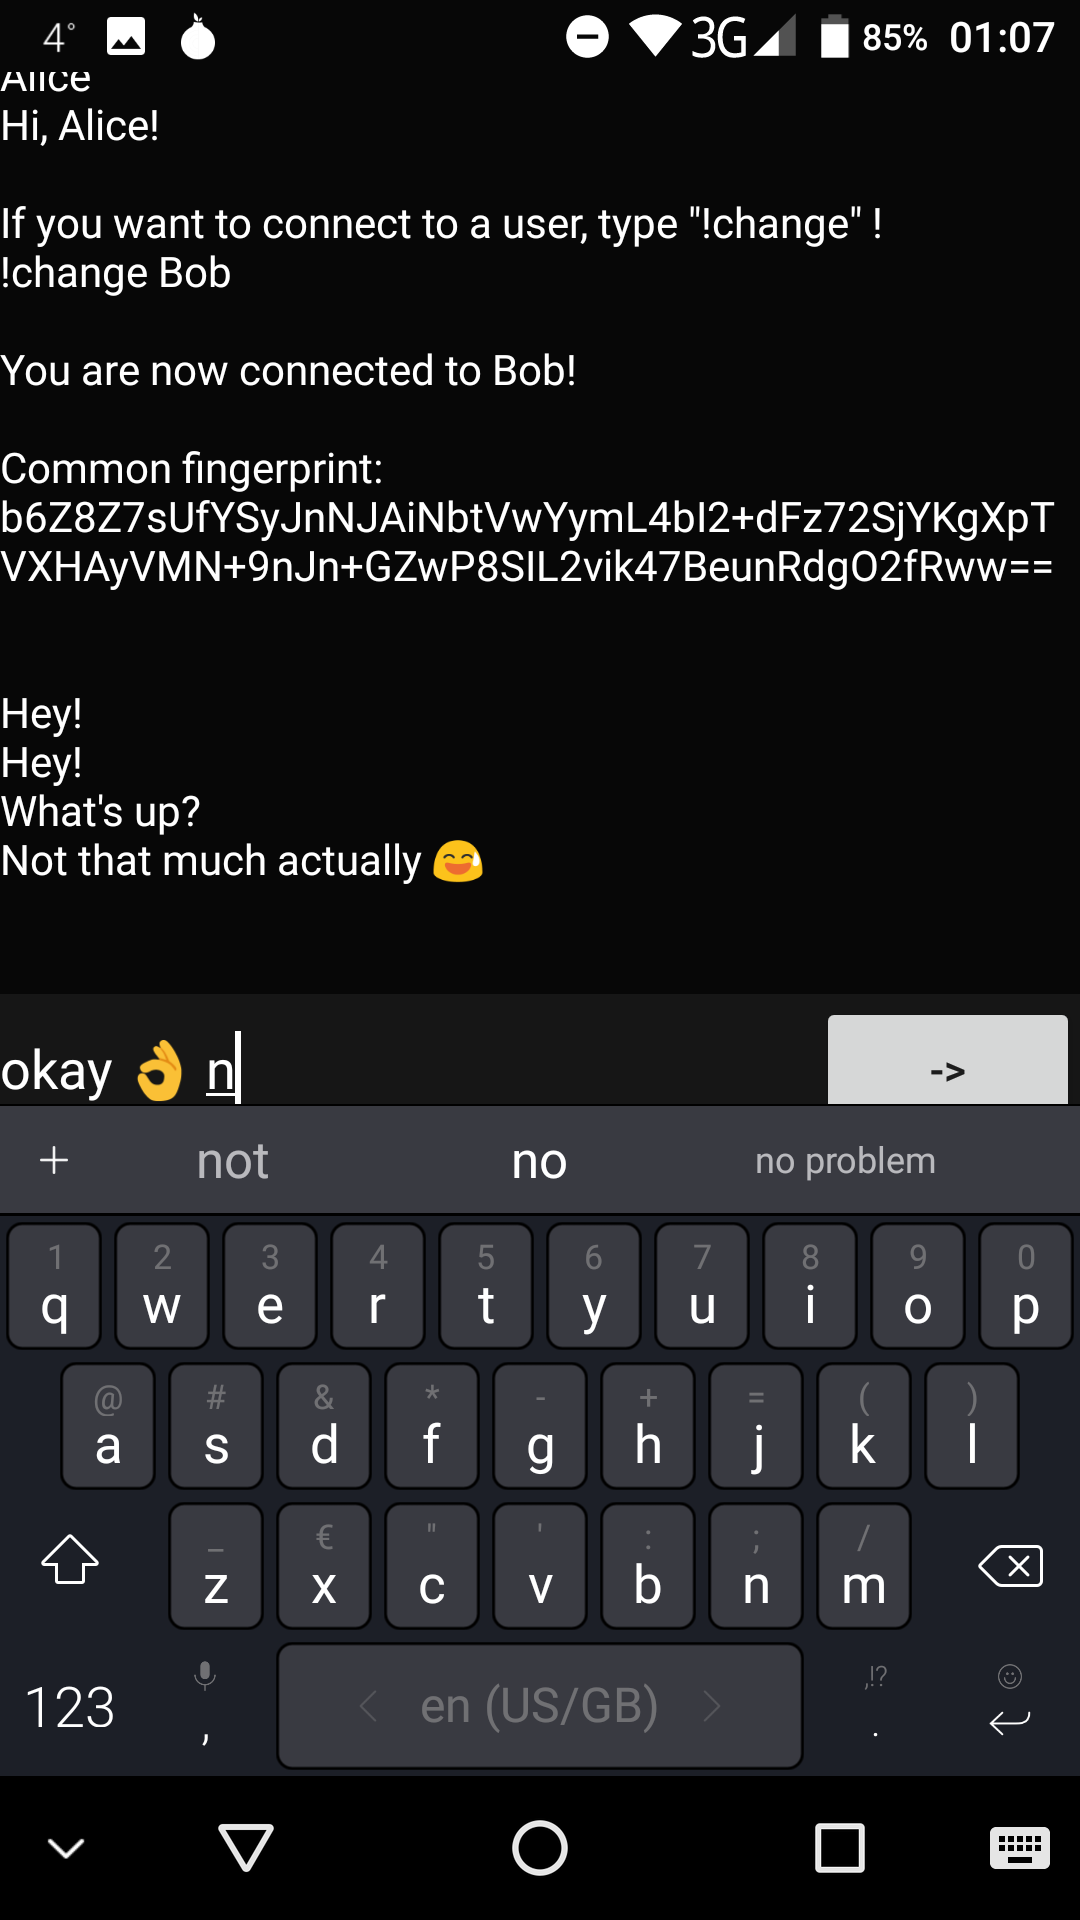 4° 3G 85% 01:07
Alice
Hi, Alice!
If you want to connect to a user, type "!change" !
!change Bob
You are now connected to Bob!
Common fingerprint:
b6Z8Z7sUfYSyJnNJAiNbtVwYymL4bI2+dFz72SjYKgXpT
VXHAyVMN+9nJn+GZwP8SIL2vik47BeunRdgO2fRww==
Hey!
Hey!
What's up?
Not that much actually 😅
okay 👌 n ->
+ not no no problem
1 2 3 4 5 6 7 8 9 0
q w e r t y u i o p
@ # & * - + = ( )
a s d f g h j k l
_ € " ' : ; /
z x c v b n m
,!?
123 , < en (US/GB) > .